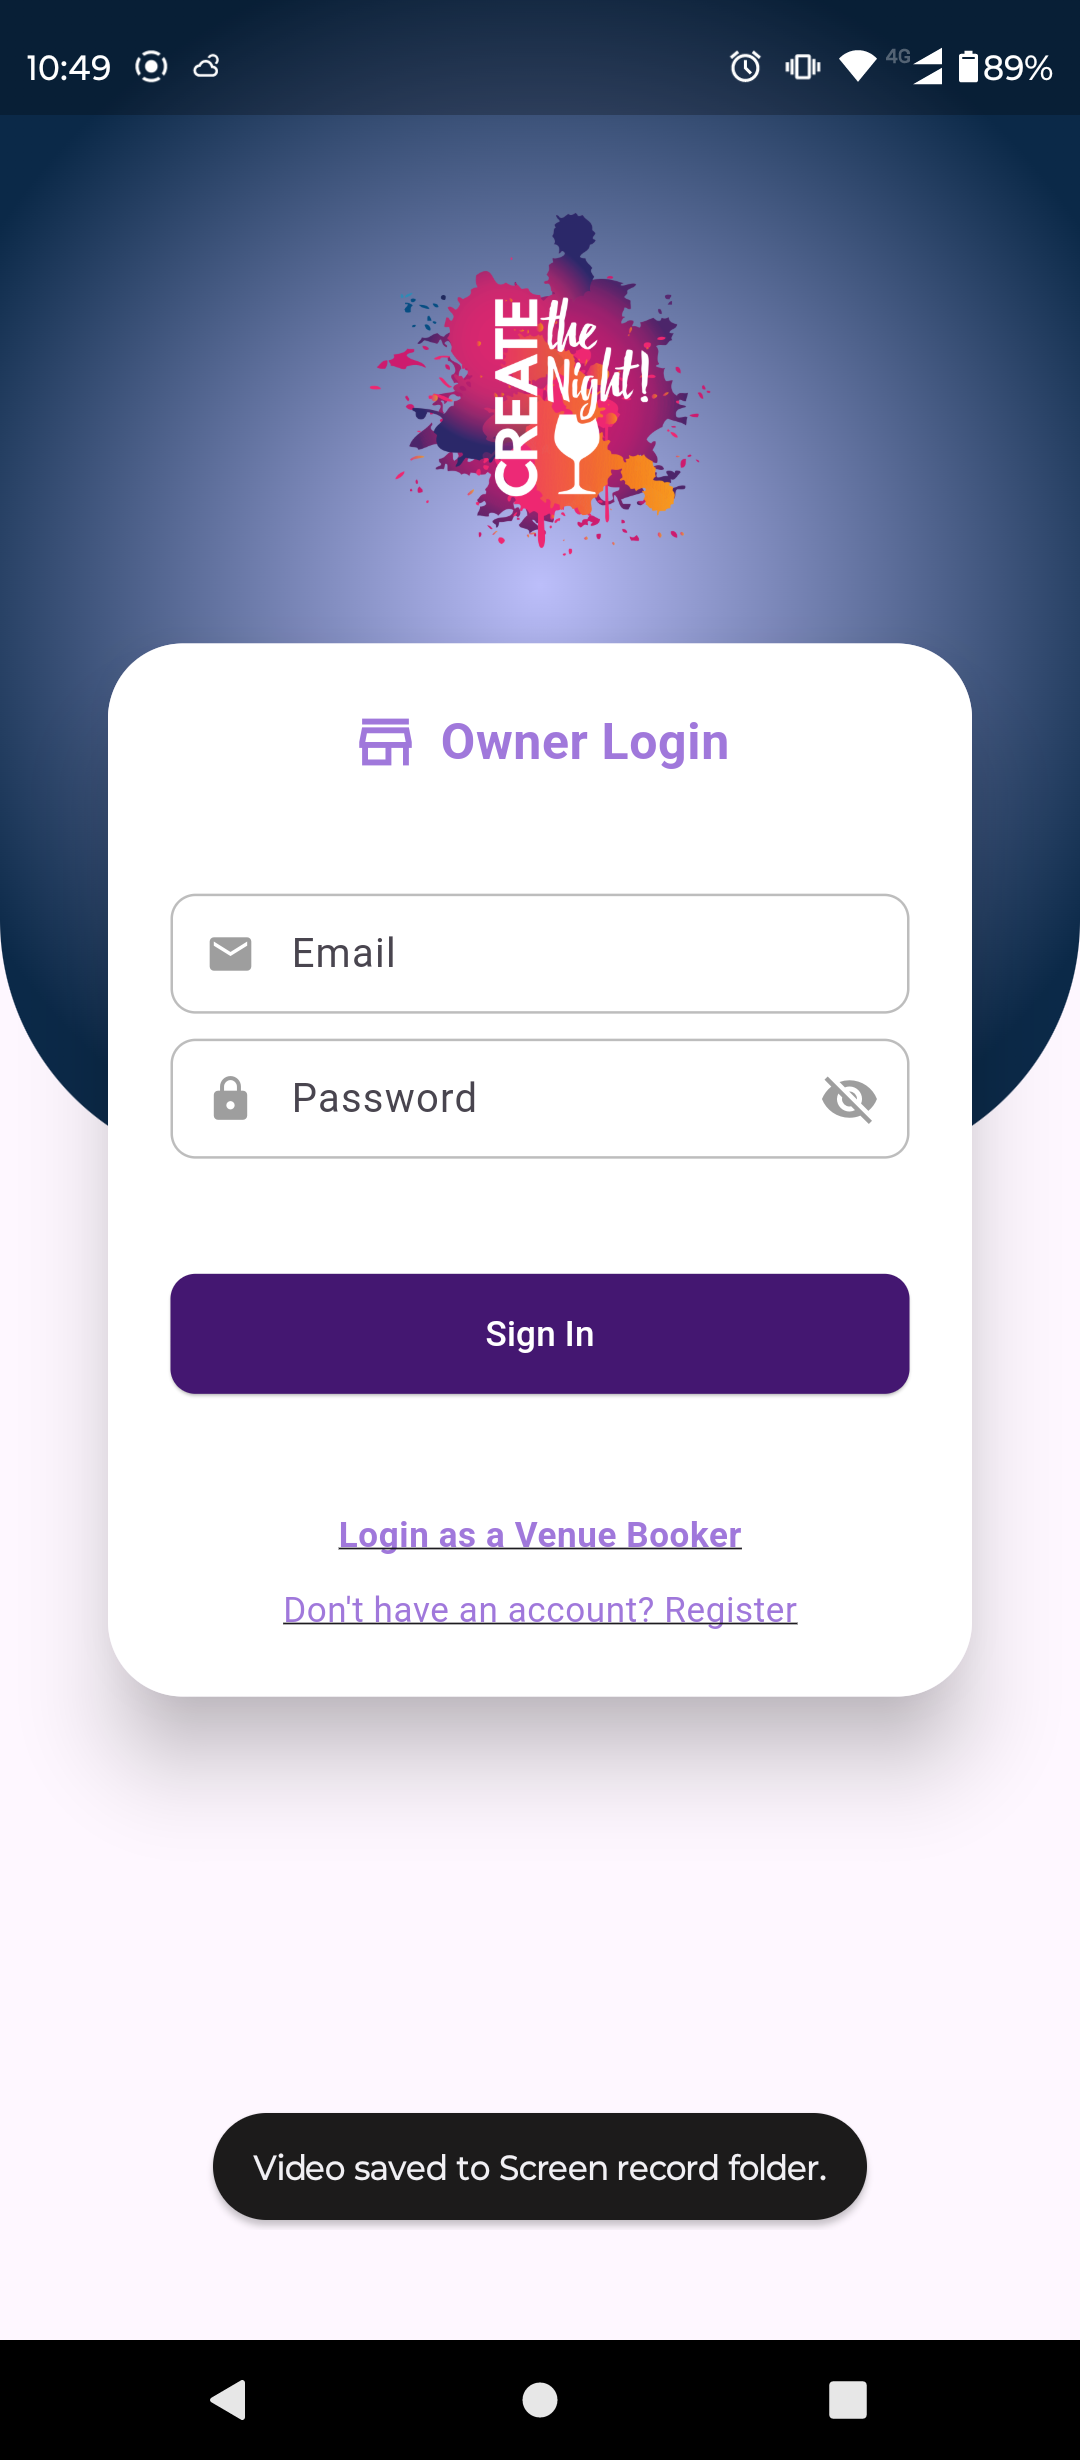 10:49
4G
89%
CREATE
the
Night!
Owner Login
Email
Password
Sign In
Login as a Venue Booker
Don't have an account? Register
Video saved to Screen record folder.